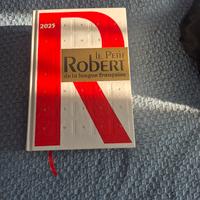 2025
LE PETIT
ROBERT
de la langue française